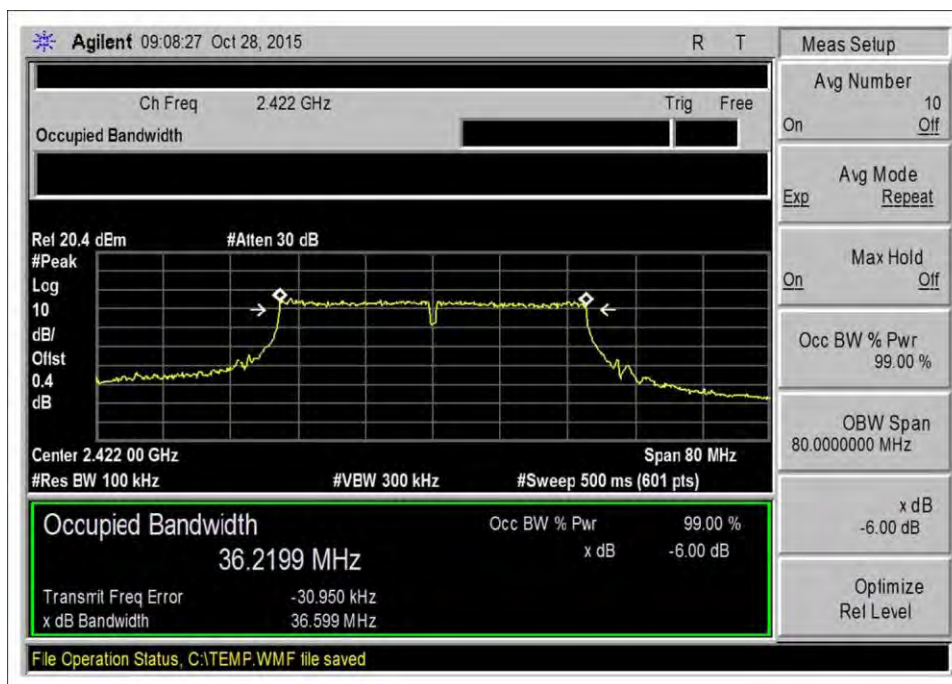 Agilent 09:08:27 Oct 28, 2015 R T
Ch Freq 2.422 GHz Trig Free
Occupied Bandwidth
Ref 20.4 dBm #Atten 30 dB
#Peak
Log
10
dB/
Offst
0.4
dB
Center 2.422 00 GHz Span 80 MHz
#Res BW 100 kHz #VBW 300 kHz #Sweep 500 ms (601 pts)
Occupied Bandwidth Occ BW % Pwr 99.00 %
36.2199 MHz x dB -6.00 dB
Transmit Freq Error -30.950 kHz
x dB Bandwidth 36.599 MHz
File Operation Status, C:\TEMP.WMF file saved
Meas Setup
Avg Number
10
On Off
Avg Mode
Exp Repeat
Max Hold
On Off
Occ BW % Pwr
99.00 %
OBW Span
80.0000000 MHz
x dB
-6.00 dB
Optimize
Ref Level